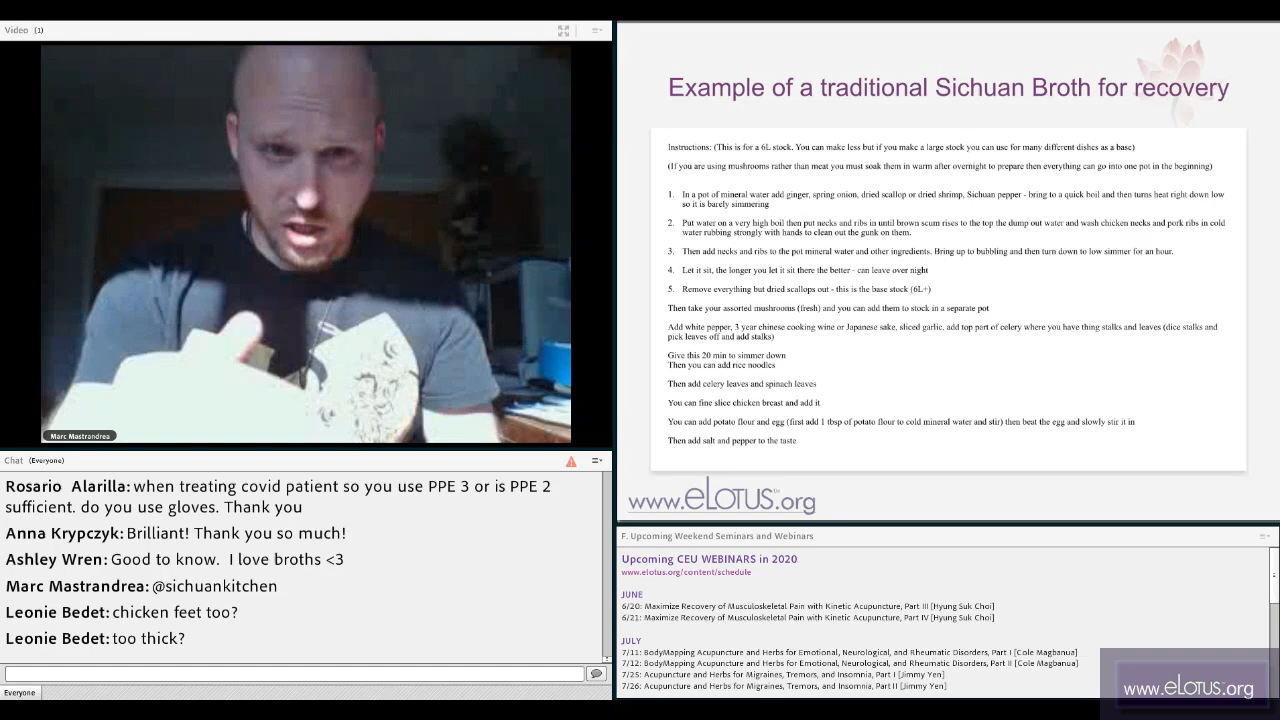 Video (1)
Marc Mastrandrea
Chat (Everyone)
Rosario Alarilla: when treating covid patient so you use PPE 3 or is PPE 2
sufficient. do you use gloves. Thank you
Anna Krypczyk: Brilliant! Thank you so much!
Ashley Wren: Good to know. I love broths <3
Marc Mastrandrea: @sichuankitchen
Leonie Bedet: chicken feet too?
Leonie Bedet: too thick?
Everyone
Example of a traditional Sichuan Broth for recovery
Instructions: (This is for a 6L stock. You can make less but if you make a large stock you can use for many different dishes as a base)
(If you are using mushrooms rather than meat you must soak them in warm after overnight to prepare then everything can go into one pot in the beginning)
1. In a pot of mineral water add ginger, spring onion, dried scallop or dried shrimp, Sichuan pepper - bring to a quick boil and then turns heat right down low
so it is barely simmering
2. Put water on a very high boil then put necks and ribs in until brown scum rises to the top the dump out water and wash chicken necks and pork ribs in cold
water rubbing strongly with hands to clean out the gunk on them.
3. Then add necks and ribs to the pot mineral water and other ingredients. Bring up to bubbling and then turn down to low simmer for an hour.
4. Let it sit, the longer you let it sit there the better - can leave over night
5. Remove everything but dried scallops out - this is the base stock (6L+)
Then take your assorted mushrooms (fresh) and you can add them to stock in a separate pot
Add white pepper, 3 year chinese cooking wine or Japanese sake, sliced garlic, add top part of celery where you have thing stalks and leaves (dice stalks and
pick leaves off and add stalks)
Give this 20 min to simmer down
Then you can add rice noodles
Then add celery leaves and spinach leaves
You can fine slice chicken breast and add it
You can add potato flour and egg (first add 1 tbsp of potato flour to cold mineral water and stir) then beat the egg and slowly stir it in
Then add salt and pepper to the taste
www.eLotus.org
F. Upcoming Weekend Seminars and Webinars
Upcoming CEU WEBINARS in 2020
www.elotus.org/content/schedule
JUNE
6/20: Maximize Recovery of Musculoskeletal Pain with Kinetic Acupuncture, Part III [Hyung Suk Choi]
6/21: Maximize Recovery of Musculoskeletal Pain with Kinetic Acupuncture, Part IV [Hyung Suk Choi]
JULY
7/11: BodyMapping Acupuncture and Herbs for Emotional, Neurological, and Rheumatic Disorders, Part I [Cole Magbanua]
7/12: BodyMapping Acupuncture and Herbs for Emotional, Neurological, and Rheumatic Disorders, Part II [Cole Magbanua]
7/25: Acupuncture and Herbs for Migraines, Tremors, and Insomnia, Part I [Jimmy Yen]
7/26: Acupuncture and Herbs for Migraines, Tremors, and Insomnia, Part II [Jimmy Yen]
www.eLotus.org